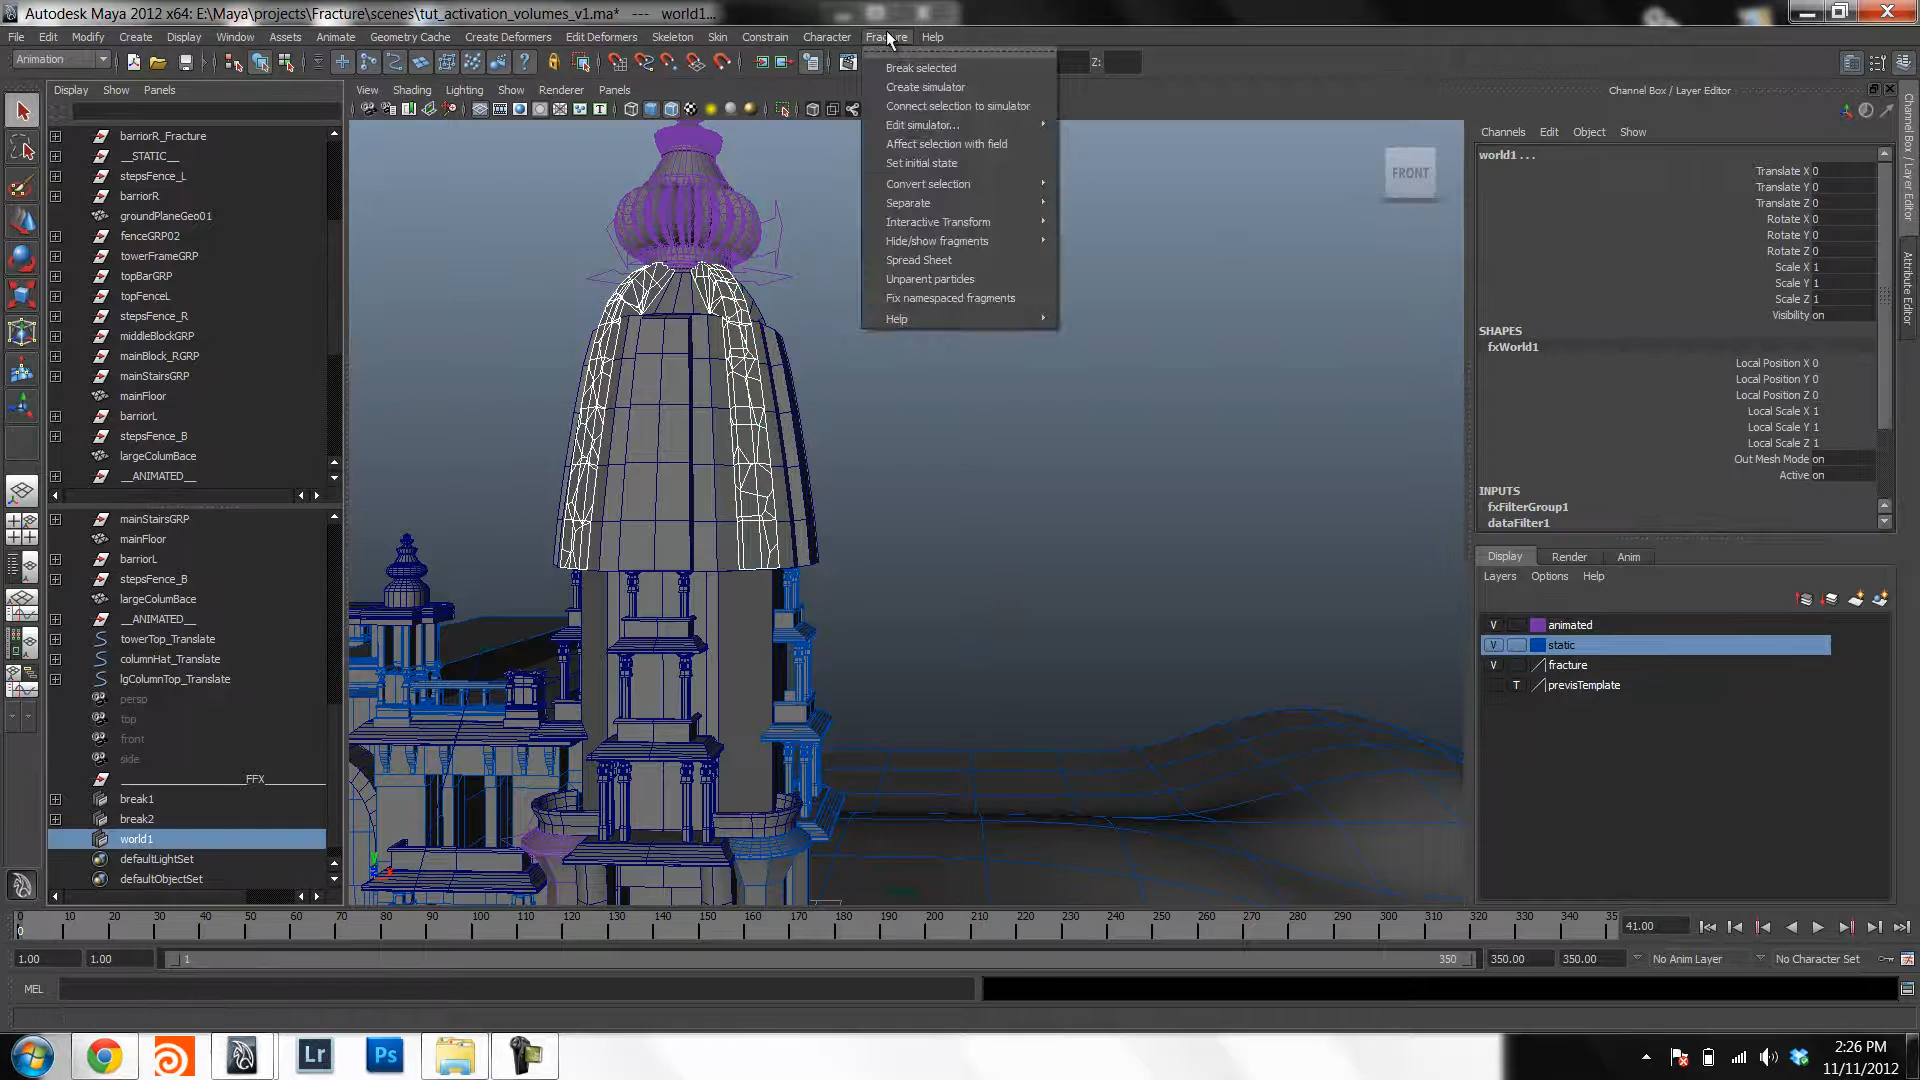 Autodesk Maya 2012 x64: E:\Maya\projects\Fracture\scenes\tut_activation_volumes_v1.ma* --- world1...
File Edit Modify Create Display Window Assets Animate Geometry Cache Create Deformers Edit Deformers Skeleton Skin Constrain Character Fracture Help
Animation
Z:
Display Show Panels
View Shading Lighting Show Renderer Panels
barriorR_Fracture
__STATIC__
stepsFence_L
barriorR
groundPlaneGeo01
fenceGRP02
towerFrameGRP
topBarGRP
topFenceL
stepsFence_R
middleBlockGRP
mainBlock_RGRP
mainStairsGRP
mainFloor
barriorL
stepsFence_B
largeColumBace
__ANIMATED__
mainStairsGRP
mainFloor
barriorL
stepsFence_B
largeColumBace
__ANIMATED__
towerTop_Translate
columnHat_Translate
lgColumnTop_Translate
persp
top
front
side
FFX
break1
break2
world1
defaultLightSet
defaultObjectSet
Break selected
Create simulator
Connect selection to simulator
Edit simulator...
Affect selection with field
Set initial state
Convert selection
Separate
Interactive Transform
Hide/show fragments
Spread Sheet
Unparent particles
Fix namespaced fragments
Help
FRONT
Channel Box / Layer Editor
Channels Edit Object Show
world1 . . .
Translate X 0
Translate Y 0
Translate Z 0
Rotate X 0
Rotate Y 0
Rotate Z 0
Scale X 1
Scale Y 1
Scale Z 1
Visibility on
SHAPES
fxWorld1
Local Position X 0
Local Position Y 0
Local Position Z 0
Local Scale X 1
Local Scale Y 1
Local Scale Z 1
Out Mesh Mode on
Active on
INPUTS
fxFilterGroup1
dataFilter1
Channel Box / Layer Editor
Attribute Editor
Display Render Anim
Layers Options Help
V animated
V static
V fracture
T previsTemplate
0 10 20 30 40 50 60 70 80 90 100 110 120 130 140 150 160 170 180 190 200 210 220 230 240 250 260 270 280 290 300 310 320 330 340 35
0
41.00
1.00 1.00 1 350 350.00 350.00 No Anim Layer No Character Set
MEL
Lr
Ps
2:26 PM
11/11/2012